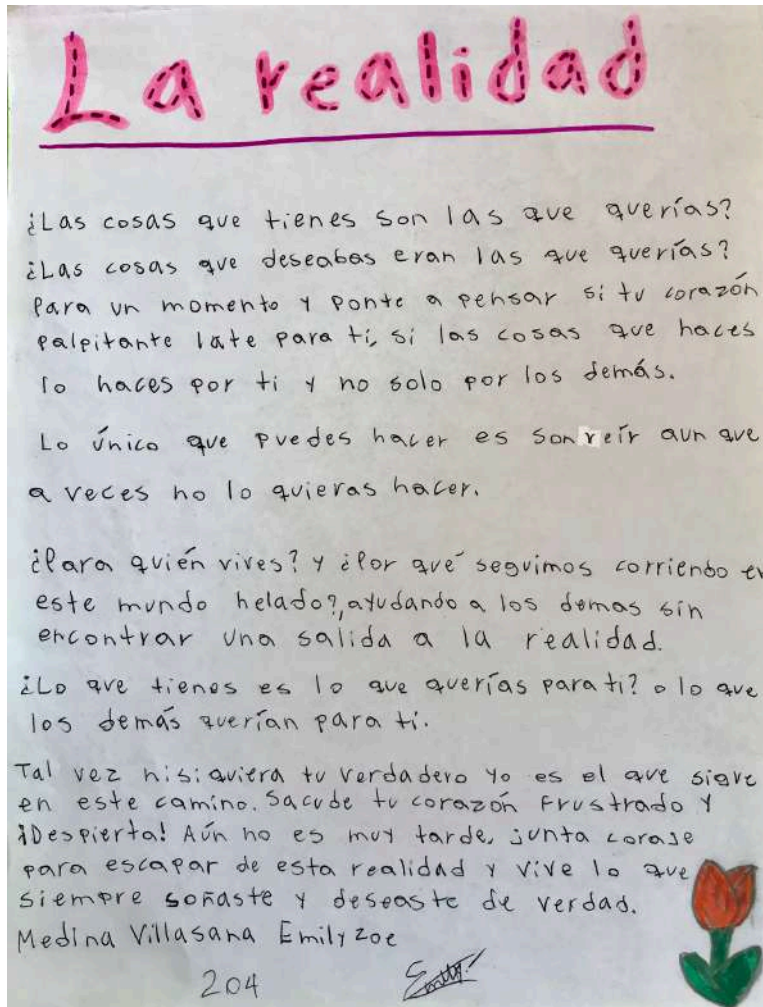 La realidad
¿Las cosas que tienes son las que querías?
¿Las cosas que deseabas eran las que querías?
Para un momento y ponte a pensar si tu corazón
palpitante late para ti, si las cosas que haces
lo haces por ti y no solo por los demás.
Lo único que puedes hacer es sonreír aun que
a veces no lo quieras hacer.
¿Para quién vives? y ¿Por qué seguimos corriendo en
este mundo helado?, ayudando a los demas sin
encontrar una salida a la realidad.
¿Lo que tienes es lo que querías para ti? o lo que
los demás querían para ti.
Tal vez nisiquiera tu verdadero yo es el que sigue
en este camino. Sacude tu corazón frustrado y
¡Despierta! Aún no es muy tarde, junta coraje
para escapar de esta realidad y vive lo que
siempre soñaste y deseaste de verdad.
Medina Villasana Emily Zoe
204